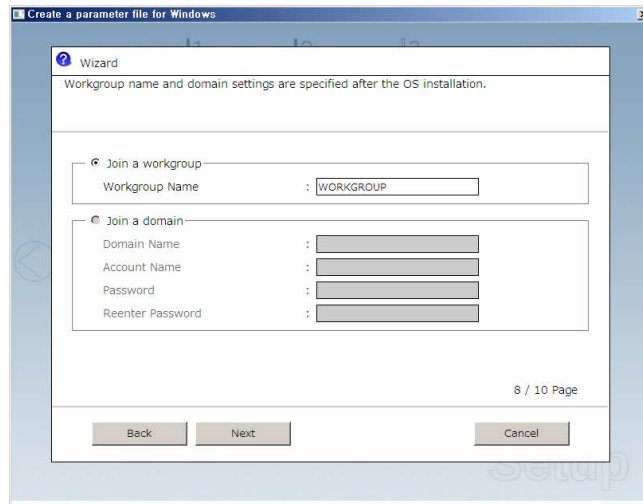 Create a parameter file for Windows
Wizard
Workgroup name and domain settings are specified after the OS installation.
Join a workgroup
Workgroup Name : WORKGROUP
Join a domain
Domain Name :
Account Name :
Password :
Reenter Password :
8 / 10 Page
Back Next Cancel
Setup